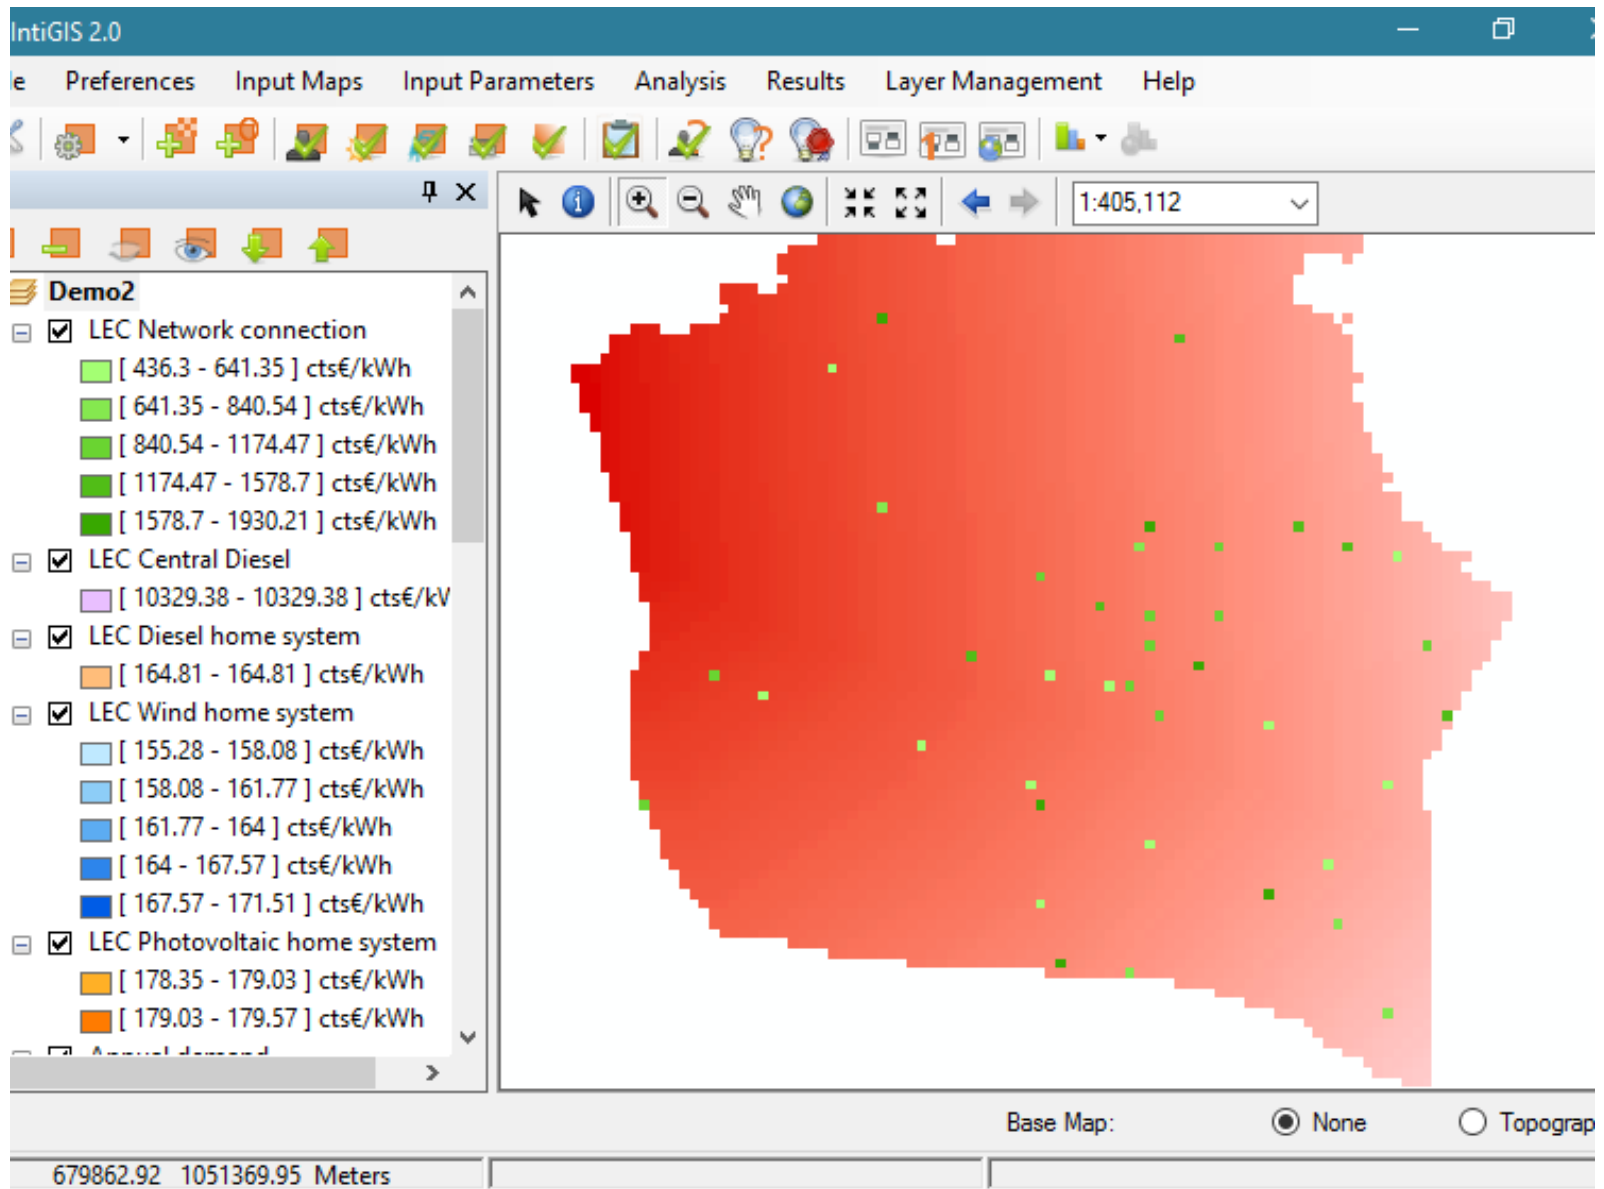 IntiGIS 2.0
le Preferences Input Maps Input Parameters Analysis Results Layer Management Help
1:405,112
Demo2
LEC Network connection
[ 436.3 - 641.35 ] cts€/kWh
[ 641.35 - 840.54 ] cts€/kWh
[ 840.54 - 1174.47 ] cts€/kWh
[ 1174.47 - 1578.7 ] cts€/kWh
[ 1578.7 - 1930.21 ] cts€/kWh
LEC Central Diesel
[ 10329.38 - 10329.38 ] cts€/kW
LEC Diesel home system
[ 164.81 - 164.81 ] cts€/kWh
LEC Wind home system
[ 155.28 - 158.08 ] cts€/kWh
[ 158.08 - 161.77 ] cts€/kWh
[ 161.77 - 164 ] cts€/kWh
[ 164 - 167.57 ] cts€/kWh
[ 167.57 - 171.51 ] cts€/kWh
LEC Photovoltaic home system
[ 178.35 - 179.03 ] cts€/kWh
[ 179.03 - 179.57 ] cts€/kWh
Annual demand
Base Map: None Topograp
679862.92 1051369.95 Meters